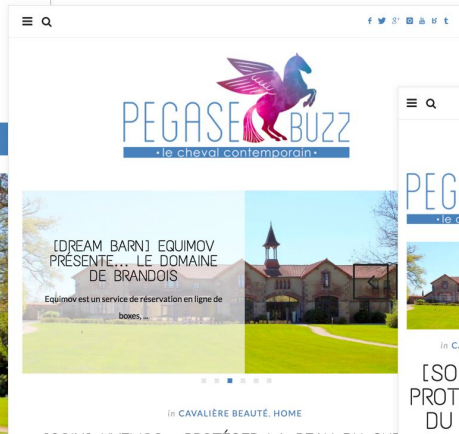 PEGASE BUZZ
• le cheval contemporain •
[DREAM BARN] EQUIMOV
PRÉSENTE... LE DOMAINE
DE BRANDOIS
Equimov est un service de réservation en ligne de
boxes, ...
in CAVALIÈRE BEAUTÉ, HOME
PEG
• le c
in C
[SO
PROT
DU